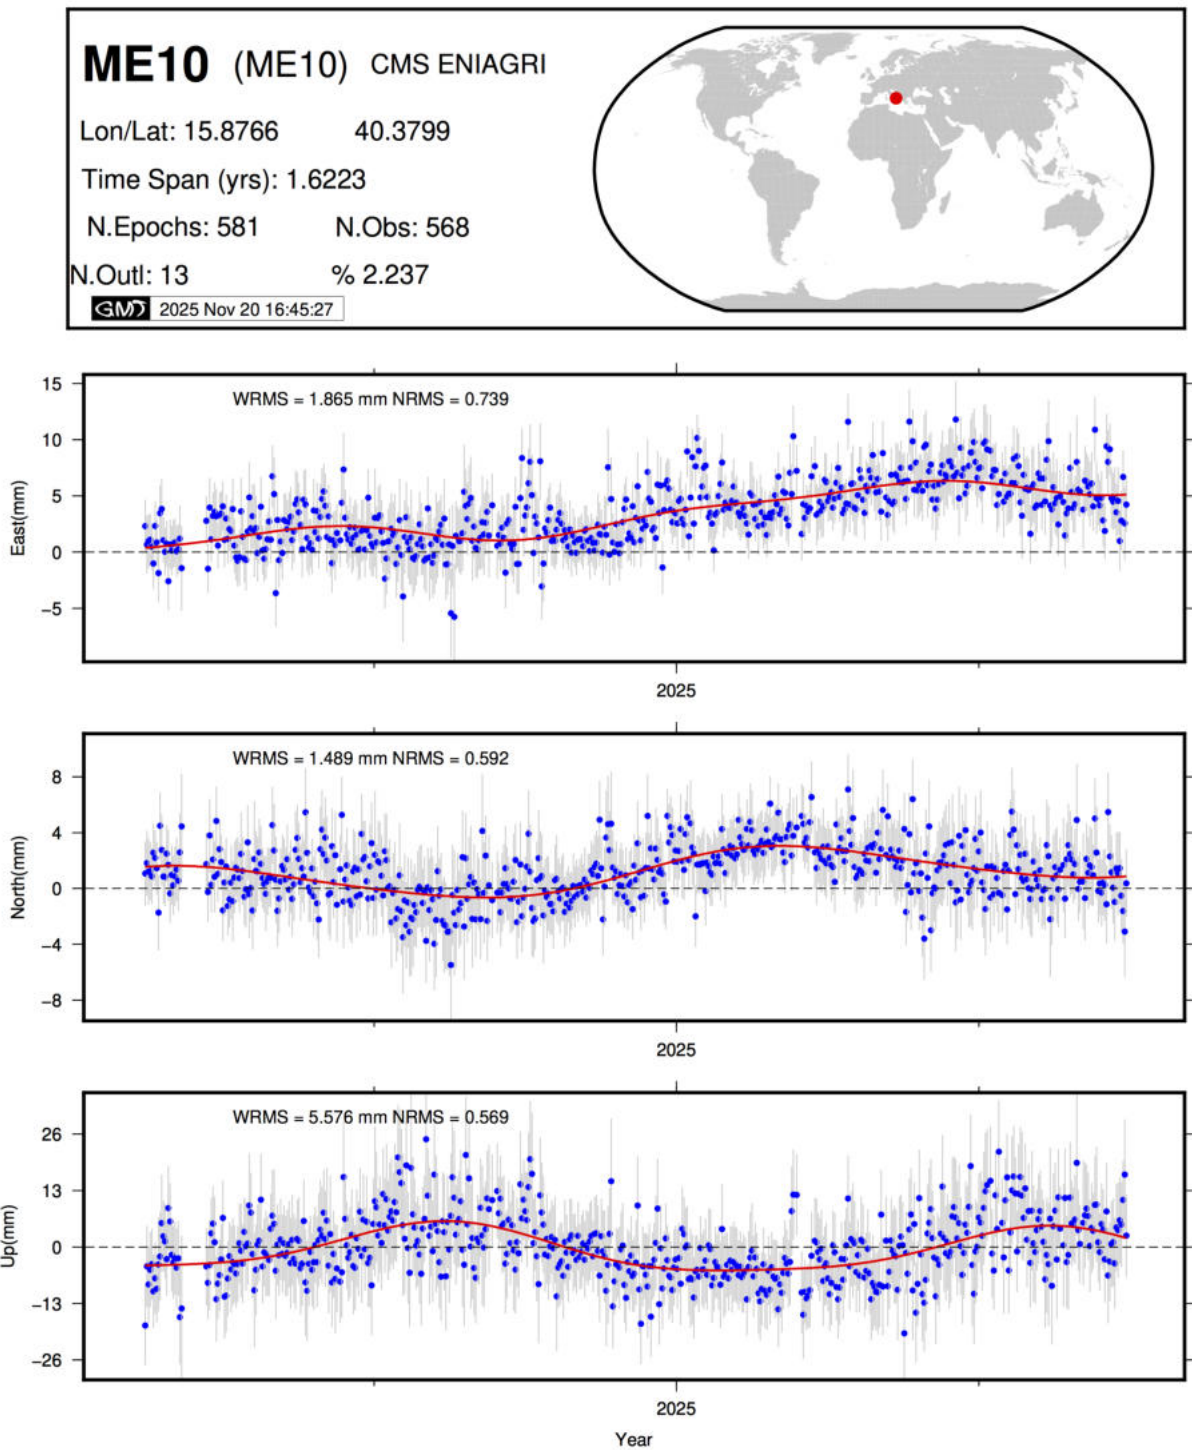 ME10 (ME10) CMS ENIAGRI
Lon/Lat: 15.8766 40.3799
Time Span (yrs): 1.6223
N.Epochs: 581 N.Obs: 568
N.Outl: 13 % 2.237
GMT 2025 Nov 20 16:45:27
WRMS = 1.865 mm NRMS = 0.739
15
10
5
0
−5
East(mm)
2025
WRMS = 1.489 mm NRMS = 0.592
8
4
0
−4
−8
North(mm)
2025
WRMS = 5.576 mm NRMS = 0.569
26
13
0
−13
−26
Up(mm)
2025
Year